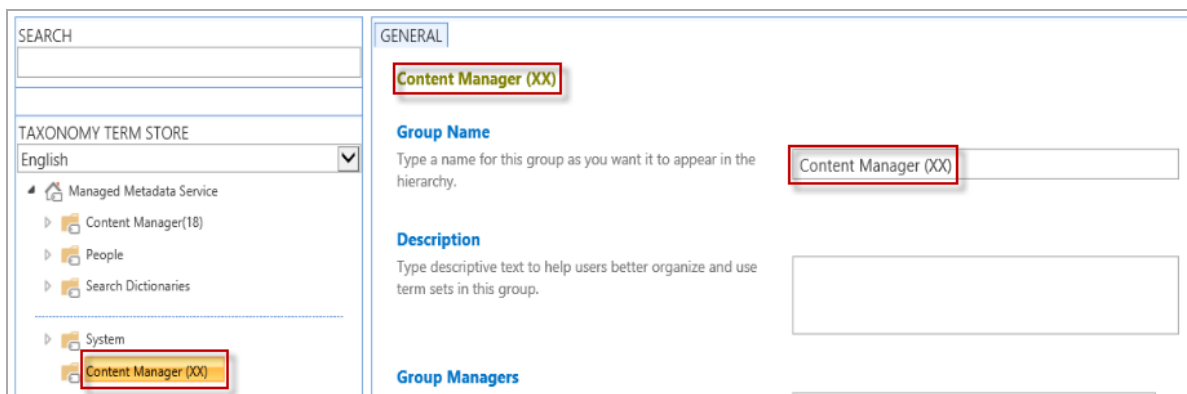 SEARCH
TAXONOMY TERM STORE
English
Managed Metadata Service
Content Manager(18)
People
Search Dictionaries
System
Content Manager (XX)
GENERAL
Content Manager (XX)
Group Name
Type a name for this group as you want it to appear in the
hierarchy.
Content Manager (XX)
Description
Type descriptive text to help users better organize and use
term sets in this group.
Group Managers